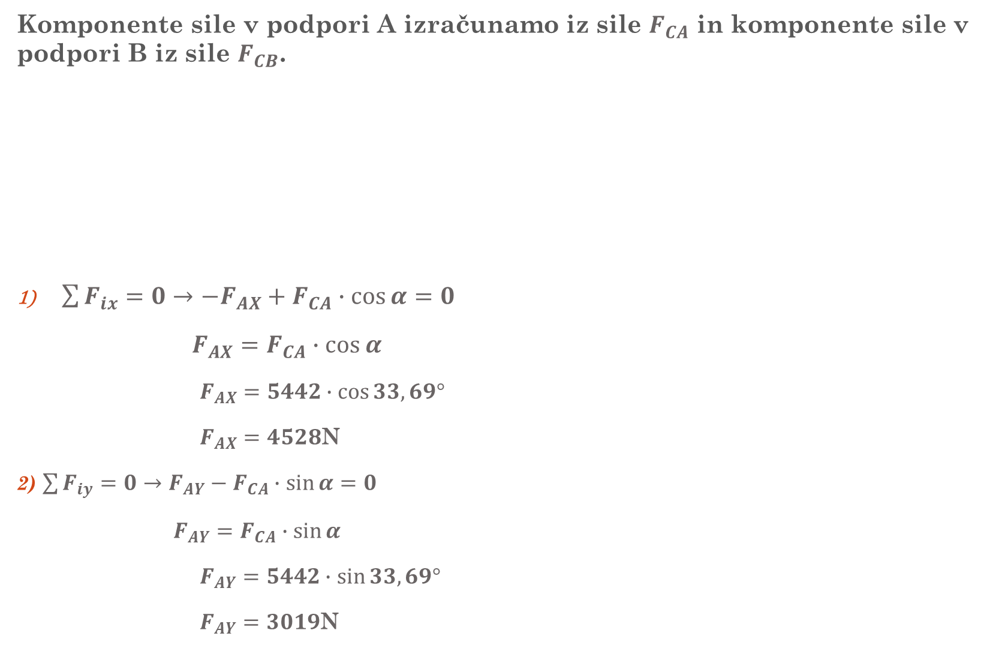 Komponente sile v podpori A izračunamo iz sile F_CA in komponente sile v
podpori B iz sile F_CB.
1) ∑ F_ix = 0 → −F_AX + F_CA · cos α = 0
F_AX = F_CA · cos α
F_AX = 5442 · cos 33,69°
F_AX = 4528N
2) ∑ F_iy = 0 → F_AY − F_CA · sin α = 0
F_AY = F_CA · sin α
F_AY = 5442 · sin 33,69°
F_AY = 3019N